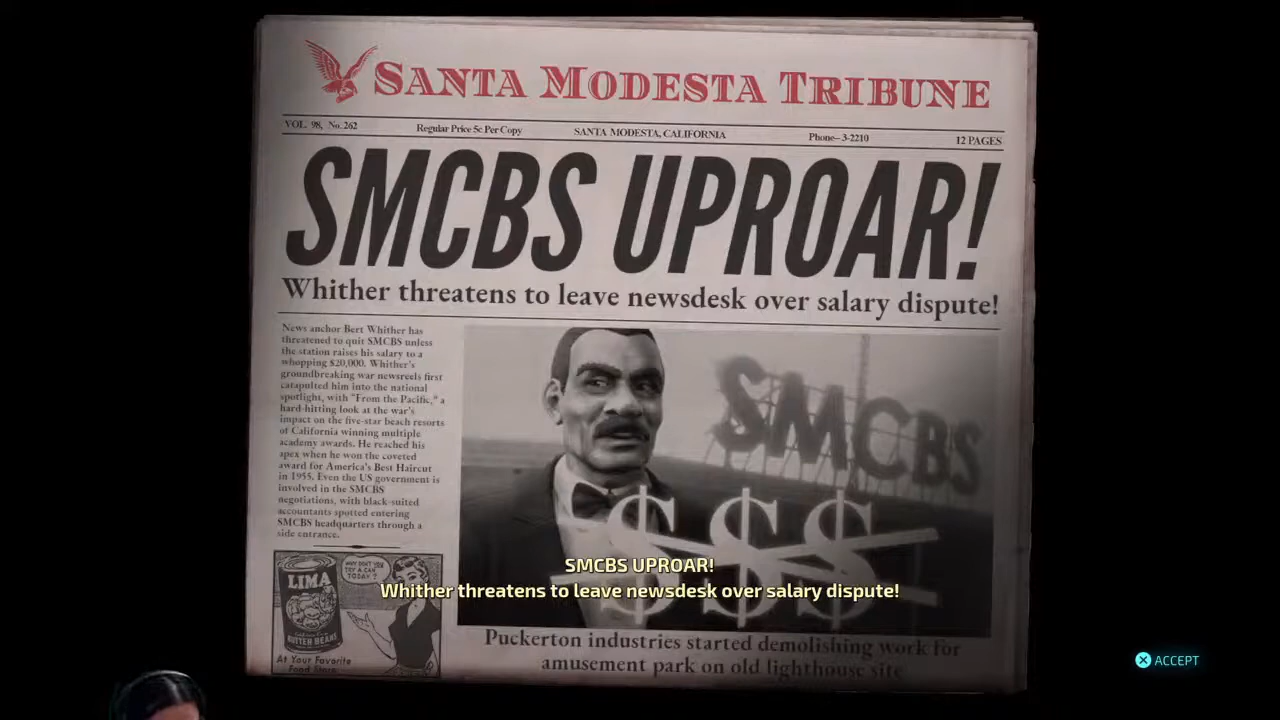 SANTA MODESTA TRIBUNE
VOL. 98, No. 262
Regular Price 5c Per Copy
SANTA MODESTA, CALIFORNIA
Phone–3-2210
12 PAGES
SMCBS UPROAR!
Whither threatens to leave newsdesk over salary dispute!
News anchor Bert Whither has
threatened to quit SMCBS unless
the station raises his salary to a
whopping $20,000. Whither's
groundbreaking war newsreels first
catapulted him into the national
spotlight, with "From the Pacific," a
hard-hitting look at the war's
impact on the five-star beach resorts
of California winning multiple
academy awards. He reached his
apex when he won the coveted
award for America's Best Haircut
in 1955. Even the US government is
involved in the SMCBS
negotiations, with black-suited
accountants spotted entering
SMCBS headquarters through a
side entrance.
SMCBS
$$$
SMCBS UPROAR!
Whither threatens to leave newsdesk over salary dispute!
LIMA
BUTTER BEANS
WHY DON'T YOU
TRY A CAN
TODAY?
At Your Favorite
Food Store
Puckerton industries started demolishing work for
amusement park on old lighthouse site
ACCEPT